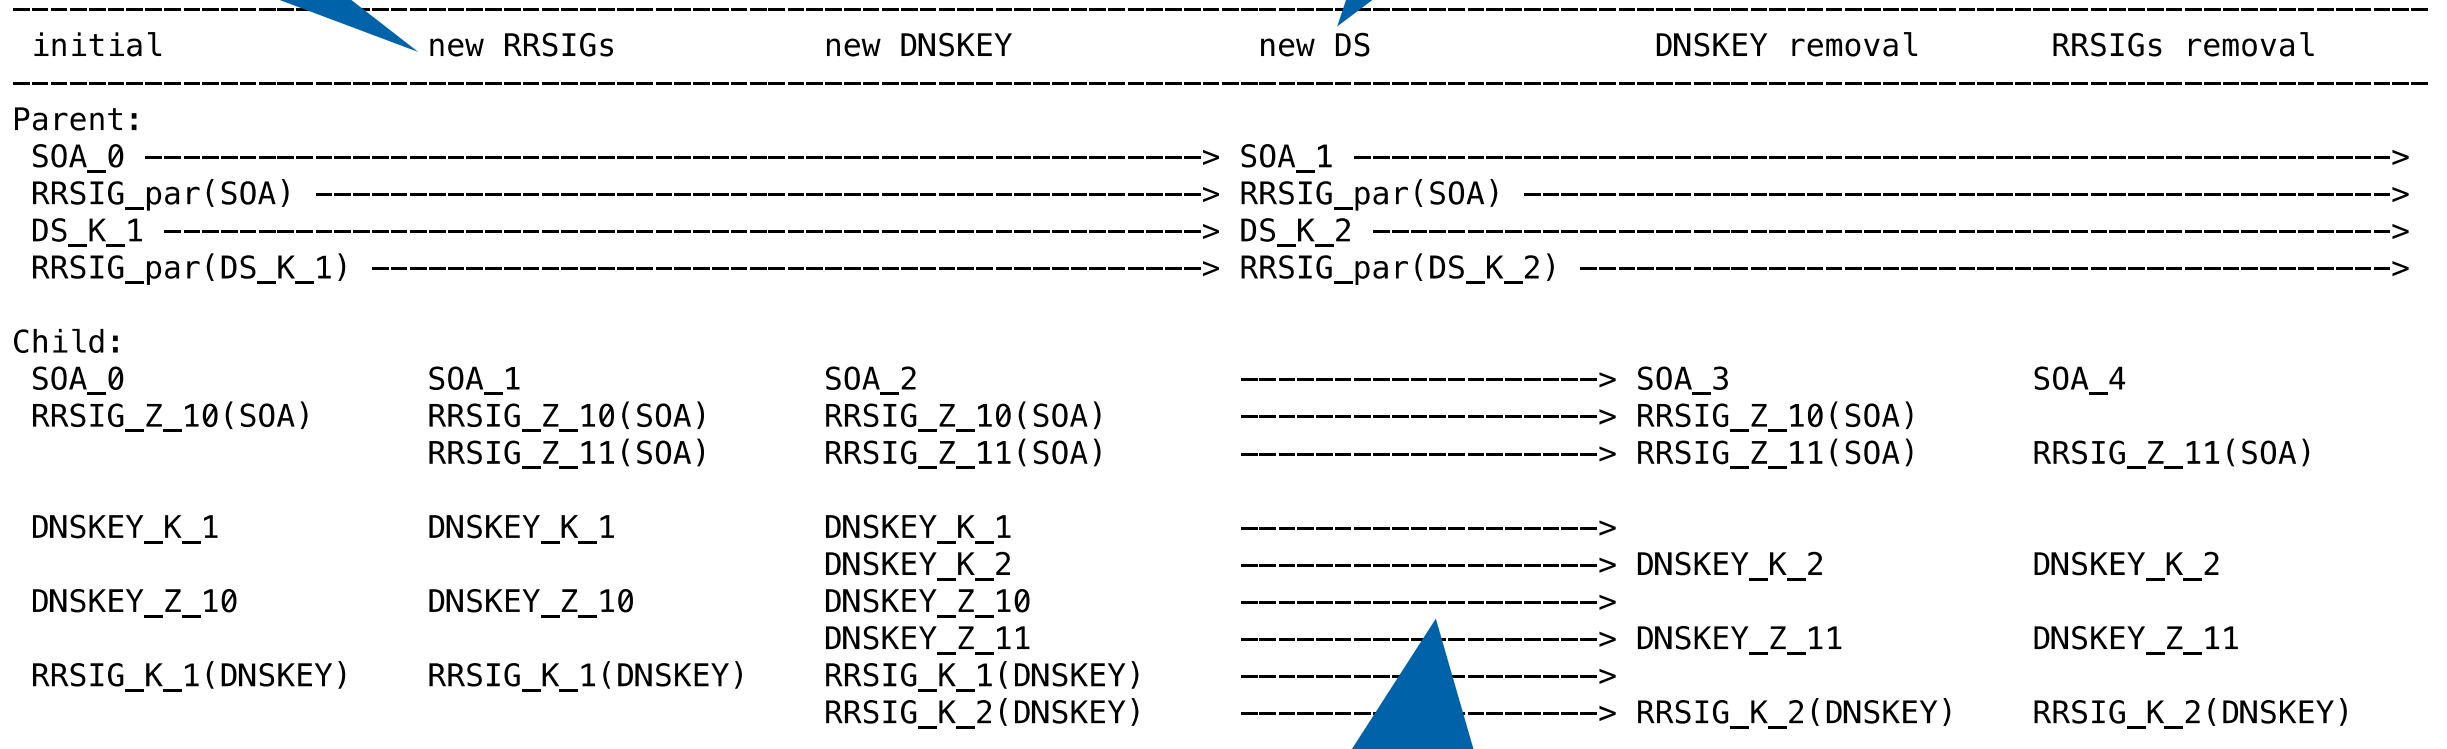 ------------------------------------------------------------------------------------------------
initial new RRSIGs new DNSKEY new DS DNSKEY removal RRSIGs removal
------------------------------------------------------------------------------------------------
Parent:
SOA_0 --------------------------------------------------------> SOA_1 ------------------------------------------------------->
RRSIG_par(SOA) -----------------------------------------------> RRSIG_par(SOA) ---------------------------------------------->
DS_K_1 -------------------------------------------------------> DS_K_2 ------------------------------------------------------>
RRSIG_par(DS_K_1) --------------------------------------------> RRSIG_par(DS_K_2) ------------------------------------------->
Child:
SOA_0 SOA_1 SOA_2 -------------------> SOA_3 SOA_4
RRSIG_Z_10(SOA) RRSIG_Z_10(SOA) RRSIG_Z_10(SOA) -------------------> RRSIG_Z_10(SOA)
RRSIG_Z_11(SOA) RRSIG_Z_11(SOA) -------------------> RRSIG_Z_11(SOA) RRSIG_Z_11(SOA)
DNSKEY_K_1 DNSKEY_K_1 DNSKEY_K_1 ------------------->
DNSKEY_K_2 -------------------> DNSKEY_K_2 DNSKEY_K_2
DNSKEY_Z_10 DNSKEY_Z_10 DNSKEY_Z_10 ------------------->
DNSKEY_Z_11 -------------------> DNSKEY_Z_11 DNSKEY_Z_11
RRSIG_K_1(DNSKEY) RRSIG_K_1(DNSKEY) RRSIG_K_1(DNSKEY) ------------------->
RRSIG_K_2(DNSKEY) -------------------> RRSIG_K_2(DNSKEY) RRSIG_K_2(DNSKEY)